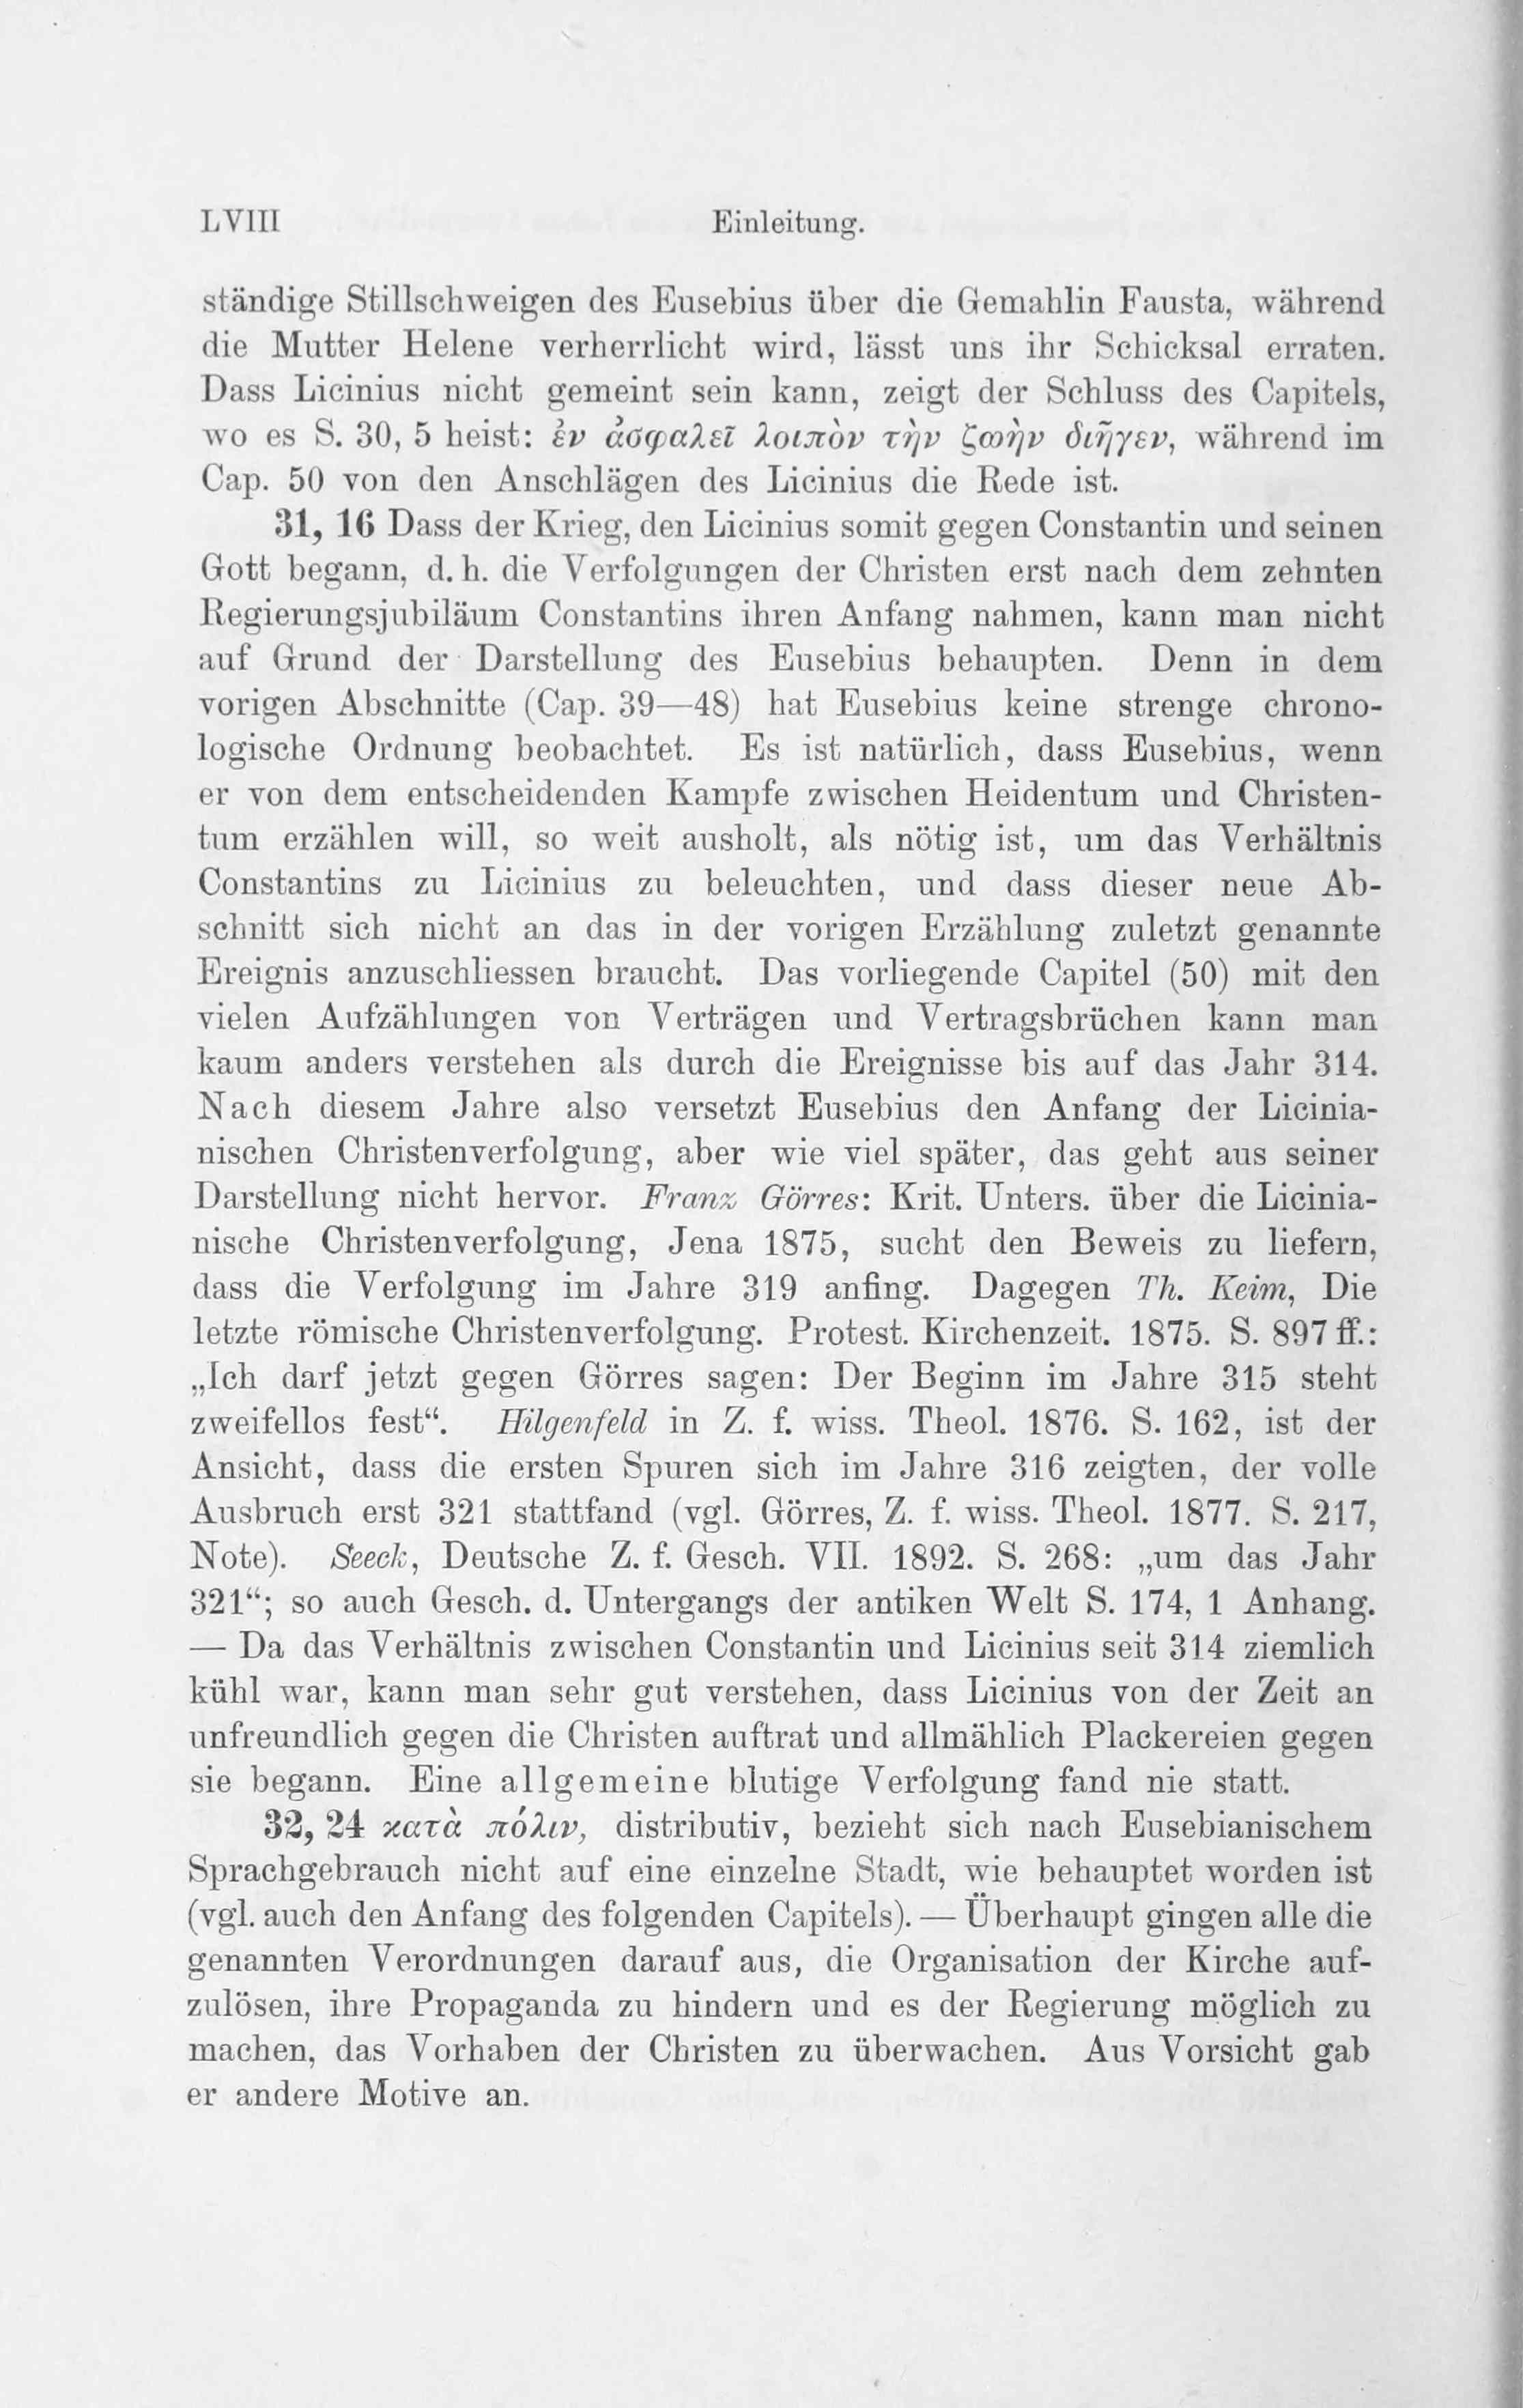 LVIII Einleitung.
ständige Stillschweigen des Eusebius über die Gemahlin Fausta, während
die Mutter Helene verherrlicht wird, lässt uns ihr Schicksal erraten.
Dass Licinius nicht gemeint sein kann, zeigt der Schluss des Capitels,
wo es S. 30, 5 heist: ἐν ἀσφαλεῖ λοιπὸν τὴν ζωὴν διῆγεν, während im
Cap. 50 von den Anschlägen des Licinius die Rede ist.
31, 16 Dass der Krieg, den Licinius somit gegen Constantin und seinen
Gott begann, d. h. die Verfolgungen der Christen erst nach dem zehnten
Regierungsjubiläum Constantins ihren Anfang nahmen, kann man nicht
auf Grund der Darstellung des Eusebius behaupten. Denn in dem
vorigen Abschnitte (Cap. 39—48) hat Eusebius keine strenge chrono-
logische Ordnung beobachtet. Es ist natürlich, dass Eusebius, wenn
er von dem entscheidenden Kampfe zwischen Heidentum und Christen-
tum erzählen will, so weit ausholt, als nötig ist, um das Verhältnis
Constantins zu Licinius zu beleuchten, und dass dieser neue Ab-
schnitt sich nicht an das in der vorigen Erzählung zuletzt genannte
Ereignis anzuschliessen braucht. Das vorliegende Capitel (50) mit den
vielen Aufzählungen von Verträgen und Vertragsbrüchen kann man
kaum anders verstehen als durch die Ereignisse bis auf das Jahr 314.
Nach diesem Jahre also versetzt Eusebius den Anfang der Licinia-
nischen Christenverfolgung, aber wie viel später, das geht aus seiner
Darstellung nicht hervor. Franz Görres: Krit. Unters. über die Licinia-
nische Christenverfolgung, Jena 1875, sucht den Beweis zu liefern,
dass die Verfolgung im Jahre 319 anfing. Dagegen Th. Keim, Die
letzte römische Christenverfolgung. Protest. Kirchenzeit. 1875. S. 897 ff.:
„Ich darf jetzt gegen Görres sagen: Der Beginn im Jahre 315 steht
zweifellos fest“. Hilgenfeld in Z. f. wiss. Theol. 1876. S. 162, ist der
Ansicht, dass die ersten Spuren sich im Jahre 316 zeigten, der volle
Ausbruch erst 321 stattfand (vgl. Görres, Z. f. wiss. Theol. 1877. S. 217,
Note). Seeck, Deutsche Z. f. Gesch. VII. 1892. S. 268: „um das Jahr
321“; so auch Gesch. d. Untergangs der antiken Welt S. 174, 1 Anhang.
— Da das Verhältnis zwischen Constantin und Licinius seit 314 ziemlich
kühl war, kann man sehr gut verstehen, dass Licinius von der Zeit an
unfreundlich gegen die Christen auftrat und allmählich Plackereien gegen
sie begann. Eine allgemeine blutige Verfolgung fand nie statt.
32, 24 κατὰ πόλιν, distributiv, bezieht sich nach Eusebianischem
Sprachgebrauch nicht auf eine einzelne Stadt, wie behauptet worden ist
(vgl. auch den Anfang des folgenden Capitels). — Überhaupt gingen alle die
genannten Verordnungen darauf aus, die Organisation der Kirche auf-
zulösen, ihre Propaganda zu hindern und es der Regierung möglich zu
machen, das Vorhaben der Christen zu überwachen. Aus Vorsicht gab
er andere Motive an.